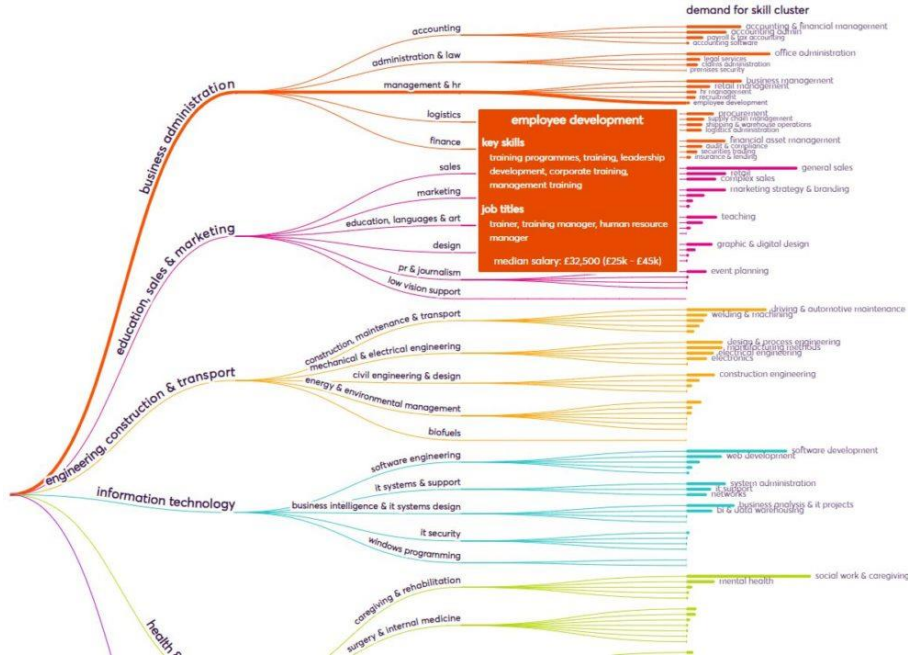 demand for skill cluster
business administration
accounting
accounting & financial management
accounting admin
payroll & tax accounting
accounting software
administration & law
office administration
legal services
claims administration
premises security
management & hr
business management
retail management
hr management
recruitment
employee development
logistics
procurement
supply chain management
shipping & warehouse operations
logistics administration
finance
financial asset management
audit & compliance
securities trading
insurance & lending
employee development
key skills
training programmes, training, leadership
development, corporate training,
management training
job titles
trainer, training manager, human resource
manager
median salary: £32,500 (£25k - £45k)
education, sales & marketing
sales
general sales
retail
complex sales
marketing
marketing strategy & branding
education, languages & art
teaching
design
graphic & digital design
pr & journalism
event planning
low vision support
engineering, construction & transport
construction, maintenance & transport
driving & automotive maintenance
welding & machining
mechanical & electrical engineering
design & process engineering
manufacturing methods
electrical engineering
electronics
civil engineering & design
construction engineering
energy & environmental management
biofuels
information technology
software engineering
software development
web development
it systems & support
system administration
it support
networks
business intelligence & it systems design
business analysis & it projects
bi & data warehousing
it security
windows programming
health &
caregiving & rehabilitation
social work & caregiving
mental health
surgery & internal medicine